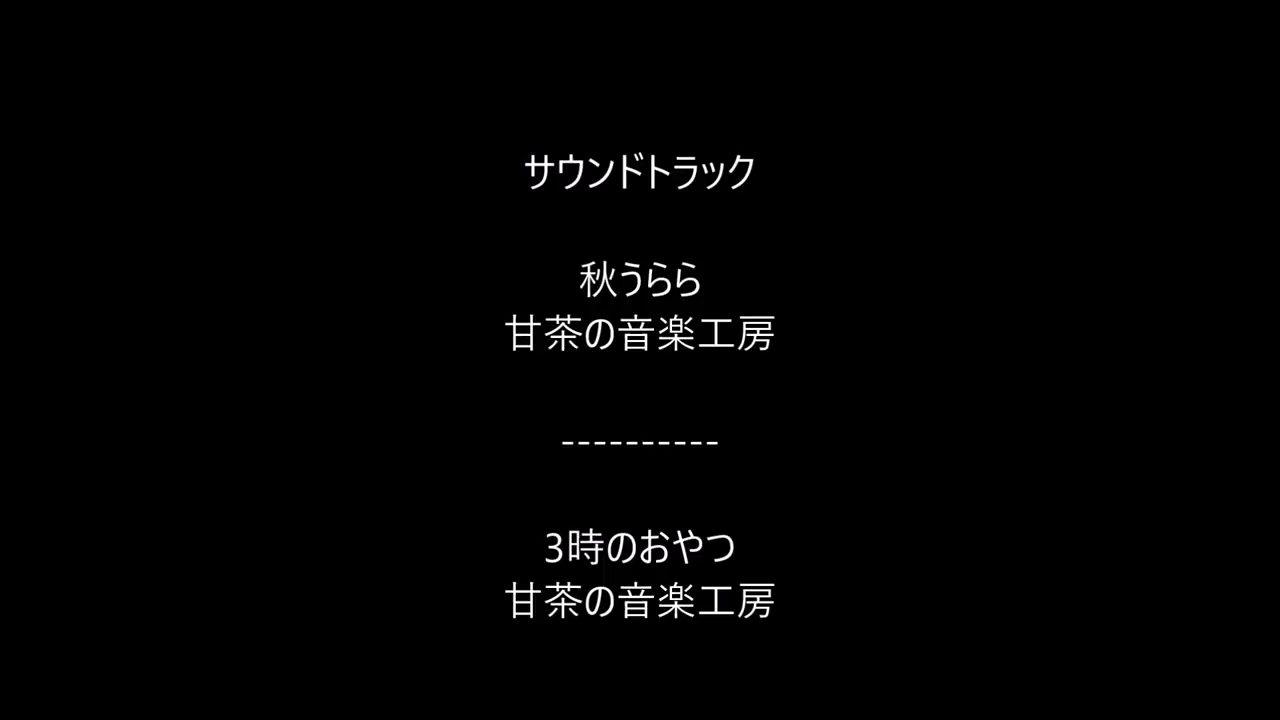 サウンドトラック
秋うらら
甘茶の音楽工房
----------
3時のおやつ
甘茶の音楽工房